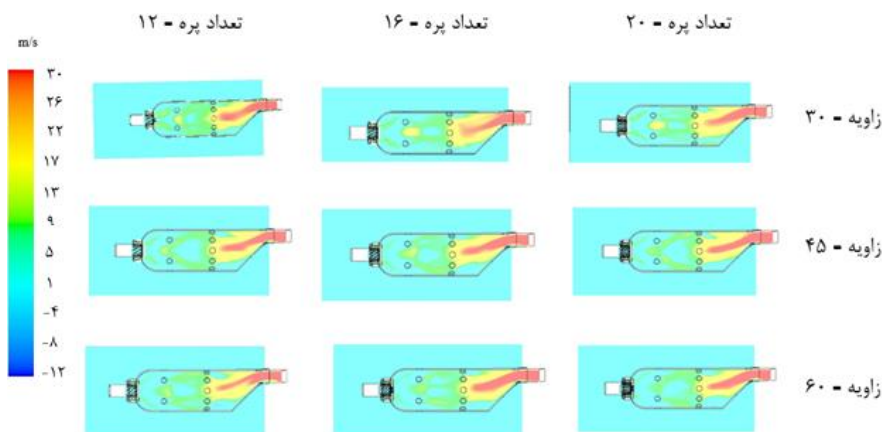 تعداد پره = ۱۲
تعداد پره = ۱۶
تعداد پره = ۲۰
m/s
۳۰
۲۶
۲۲
۱۷
۱۳
۹
۵
۱
-۴
-۸
-۱۲
زاویه = ۳۰
زاویه = ۴۵
زاویه = ۶۰